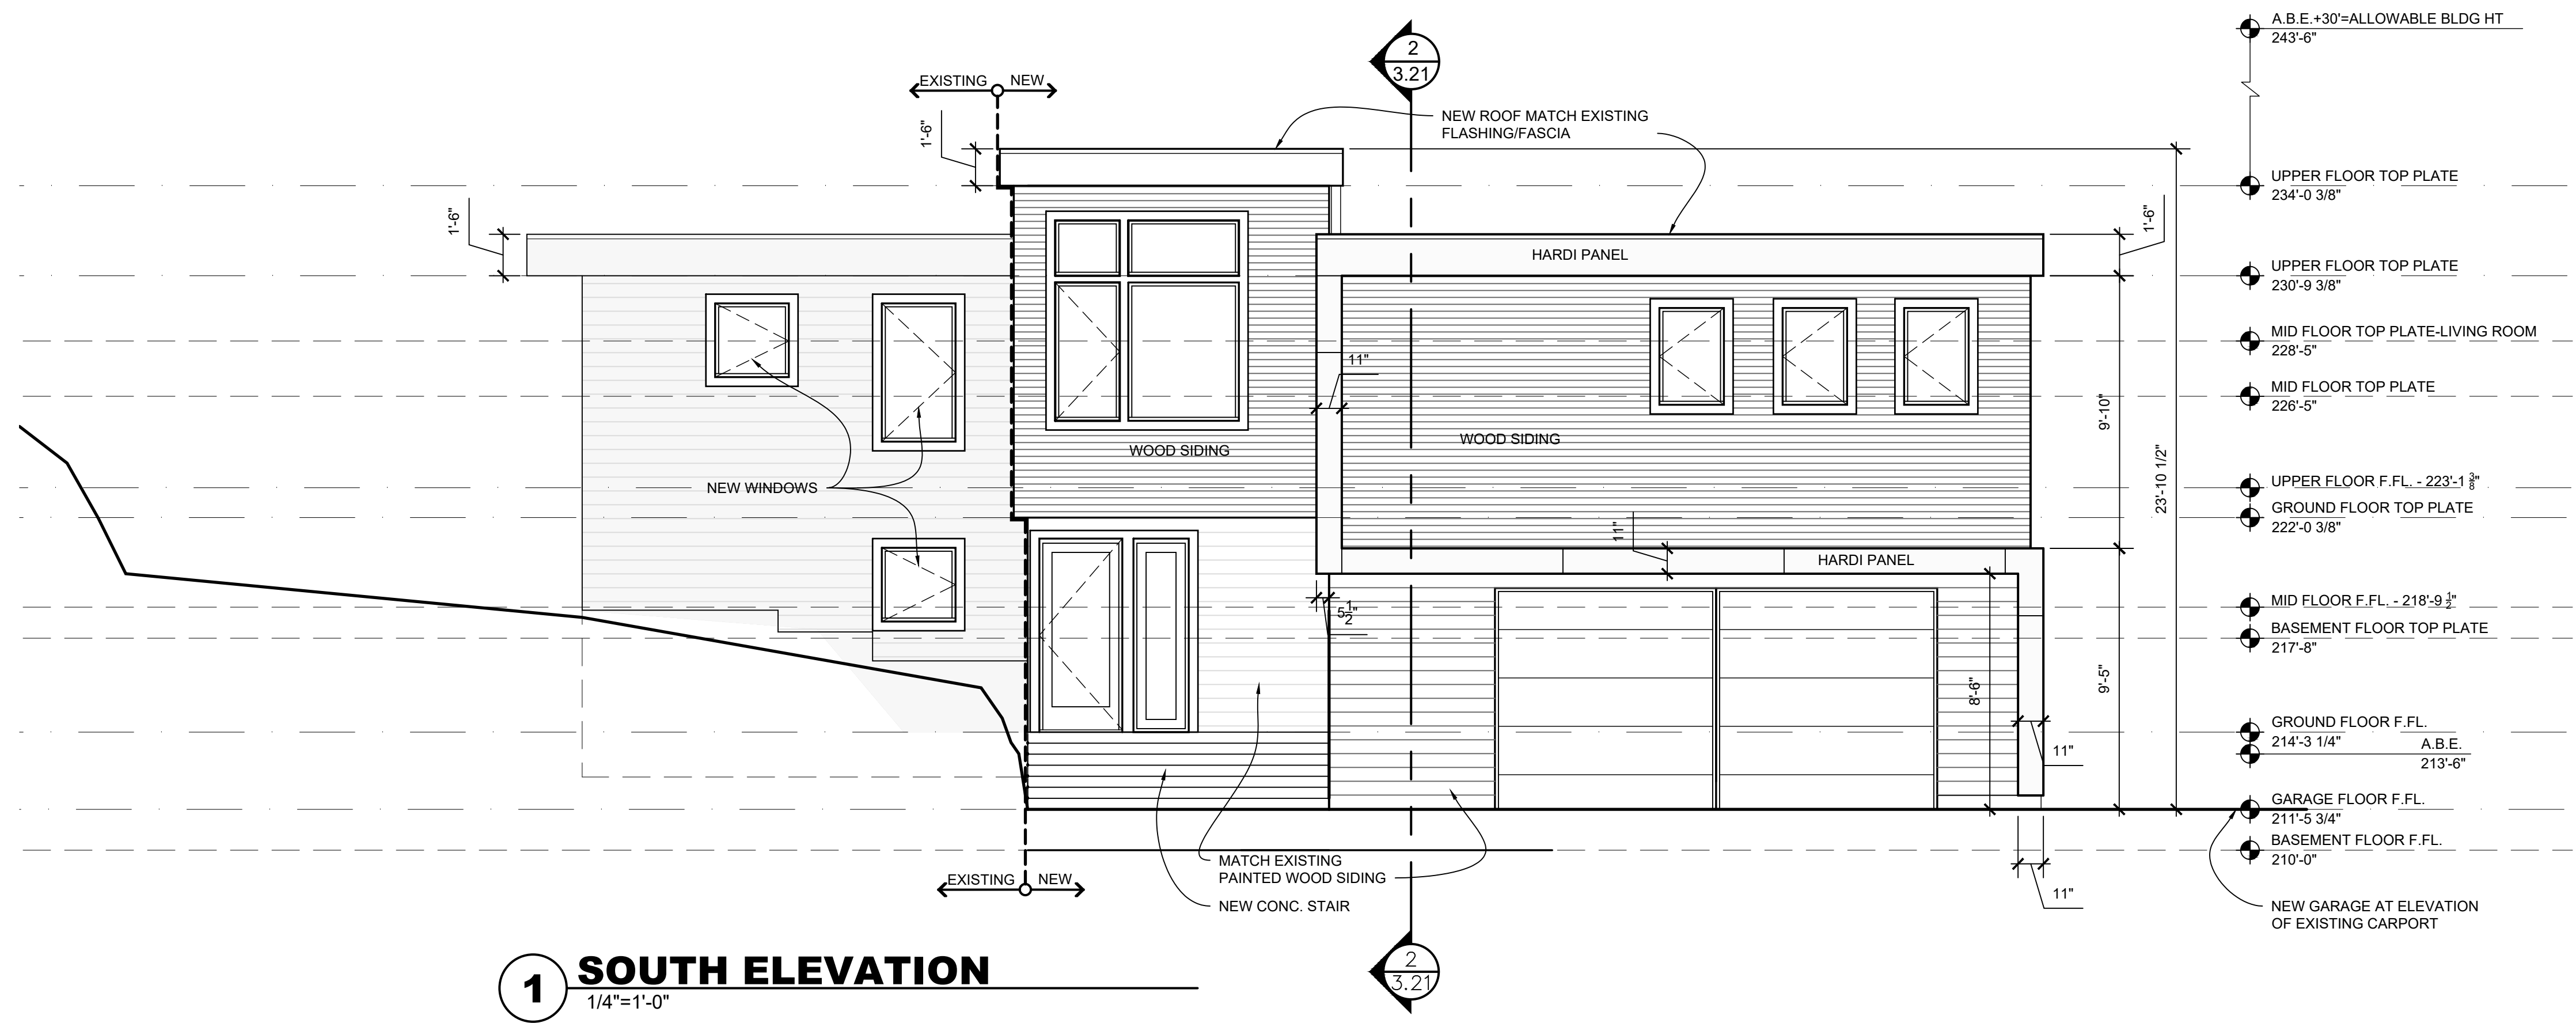 A.B.E.+30'=ALLOWABLE BLDG HT
243'-6"
2
3.21
EXISTING NEW
NEW ROOF MATCH EXISTING
FLASHING/FASCIA
1'-6"
UPPER FLOOR TOP PLATE
234'-0 3/8"
1'-6"
1'-6"
HARDI PANEL
UPPER FLOOR TOP PLATE
230'-9 3/8"
MID FLOOR TOP PLATE-LIVING ROOM
228'-5"
11"
MID FLOOR TOP PLATE
226'-5"
9'-10"
WOOD SIDING
WOOD SIDING
23'-10 1/2"
NEW WINDOWS
UPPER FLOOR F.FL. - 223'-1 3/8"
GROUND FLOOR TOP PLATE
222'-0 3/8"
11"
HARDI PANEL
5 1/2"
MID FLOOR F.FL. - 218'-9 1/2"
BASEMENT FLOOR TOP PLATE
217'-8"
8'-6"
9'-5"
GROUND FLOOR F.FL.
214'-3 1/4"
A.B.E.
213'-6"
11"
GARAGE FLOOR F.FL.
211'-5 3/4"
BASEMENT FLOOR F.FL.
210'-0"
MATCH EXISTING
PAINTED WOOD SIDING
EXISTING NEW
11"
NEW CONC. STAIR
NEW GARAGE AT ELEVATION
OF EXISTING CARPORT
2
3.21
1 SOUTH ELEVATION
1/4"=1'-0"